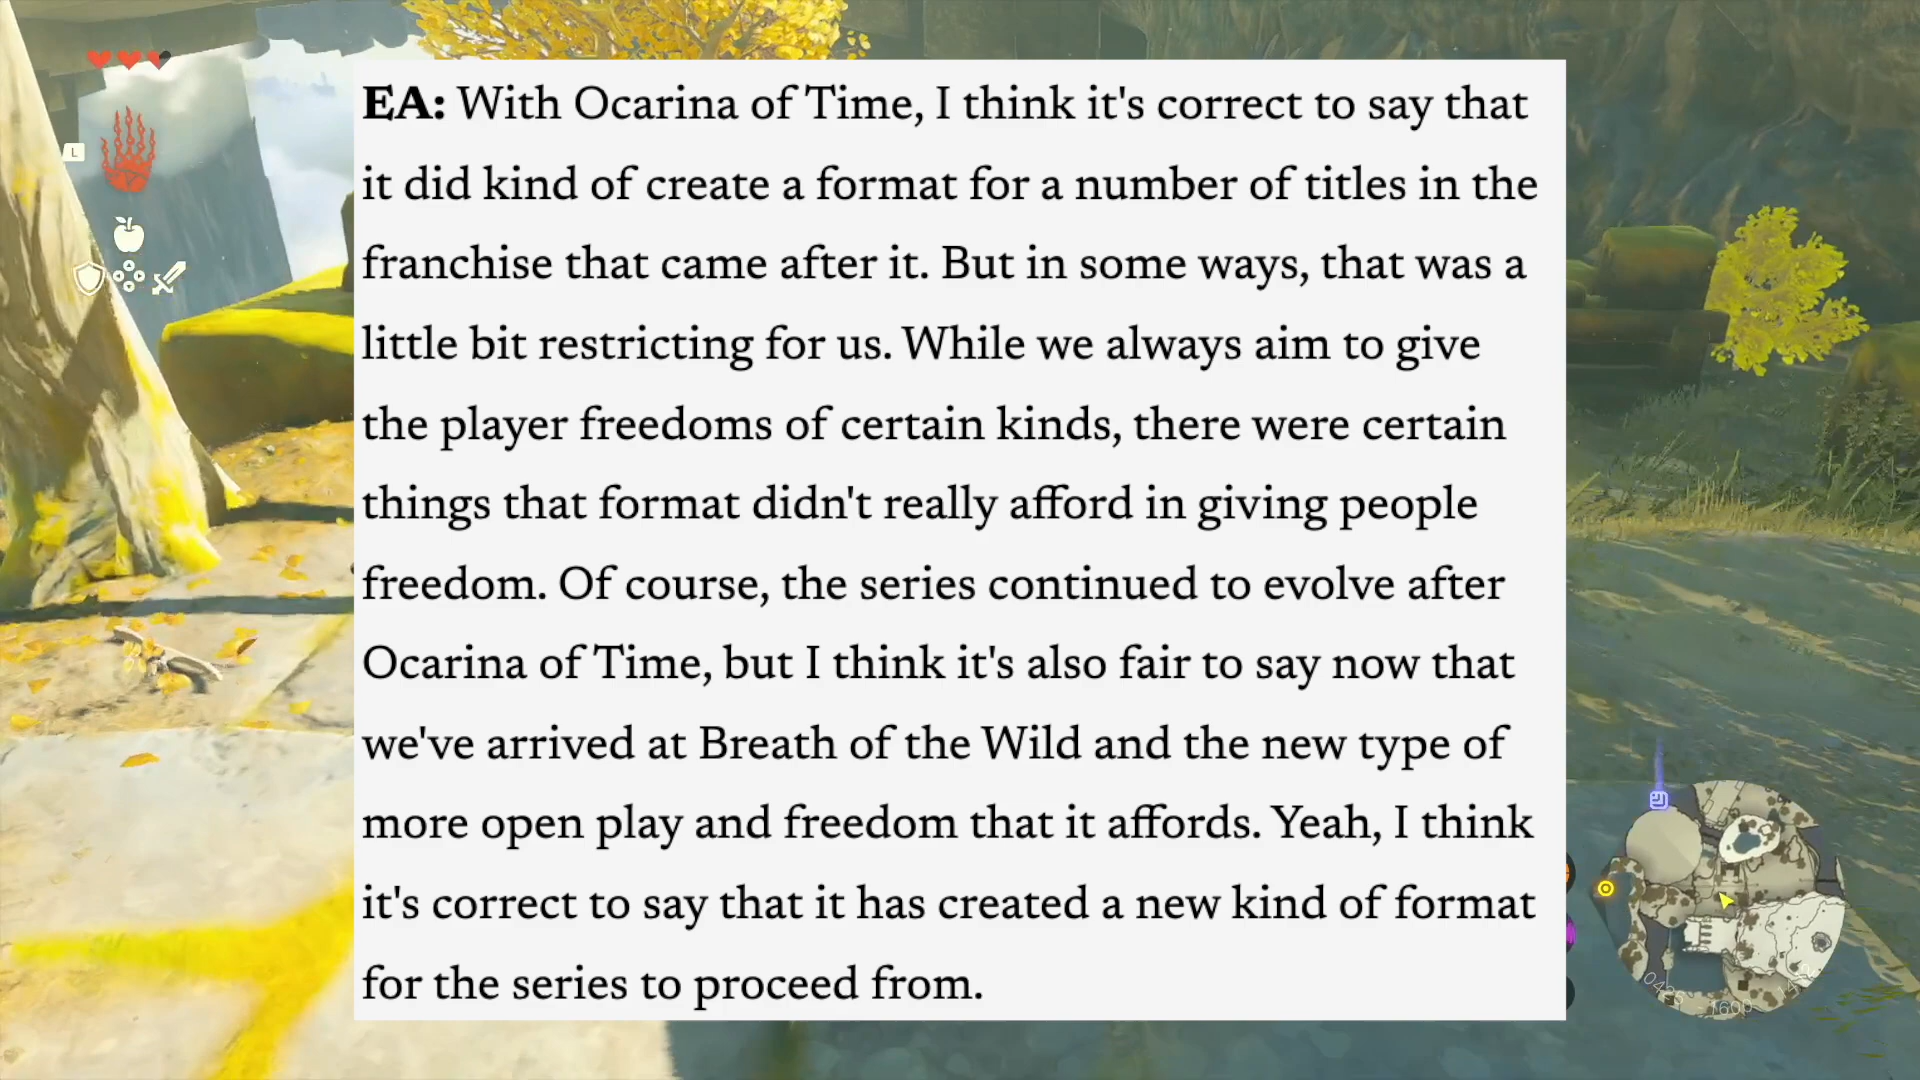 EA: With Ocarina of Time, I think it's correct to say that
it did kind of create a format for a number of titles in the
franchise that came after it. But in some ways, that was a
little bit restricting for us. While we always aim to give
the player freedoms of certain kinds, there were certain
things that format didn't really afford in giving people
freedom. Of course, the series continued to evolve after
Ocarina of Time, but I think it's also fair to say now that
we've arrived at Breath of the Wild and the new type of
more open play and freedom that it affords. Yeah, I think
it's correct to say that it has created a new kind of format
for the series to proceed from.
L